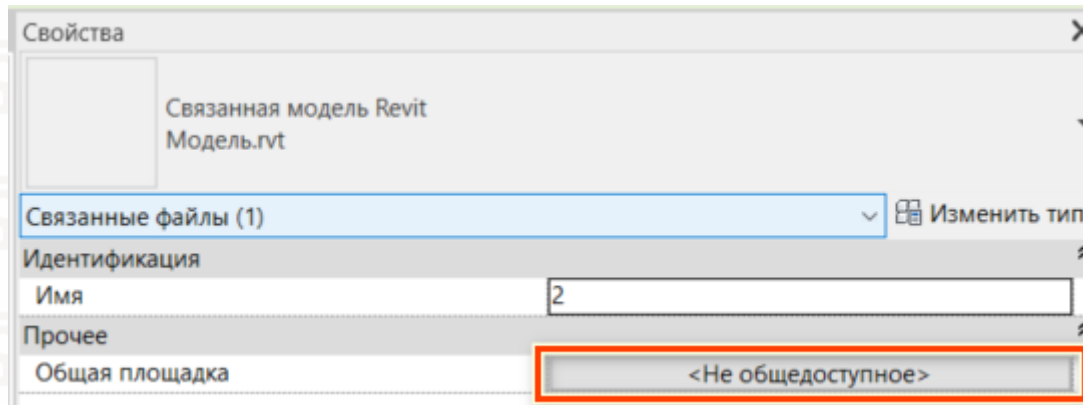 Свойства
Связанная модель Revit
Модель.rvt
Связанные файлы (1)
Изменить тип
Идентификация
Имя 2
Прочее
Общая площадка <Не общедоступное>